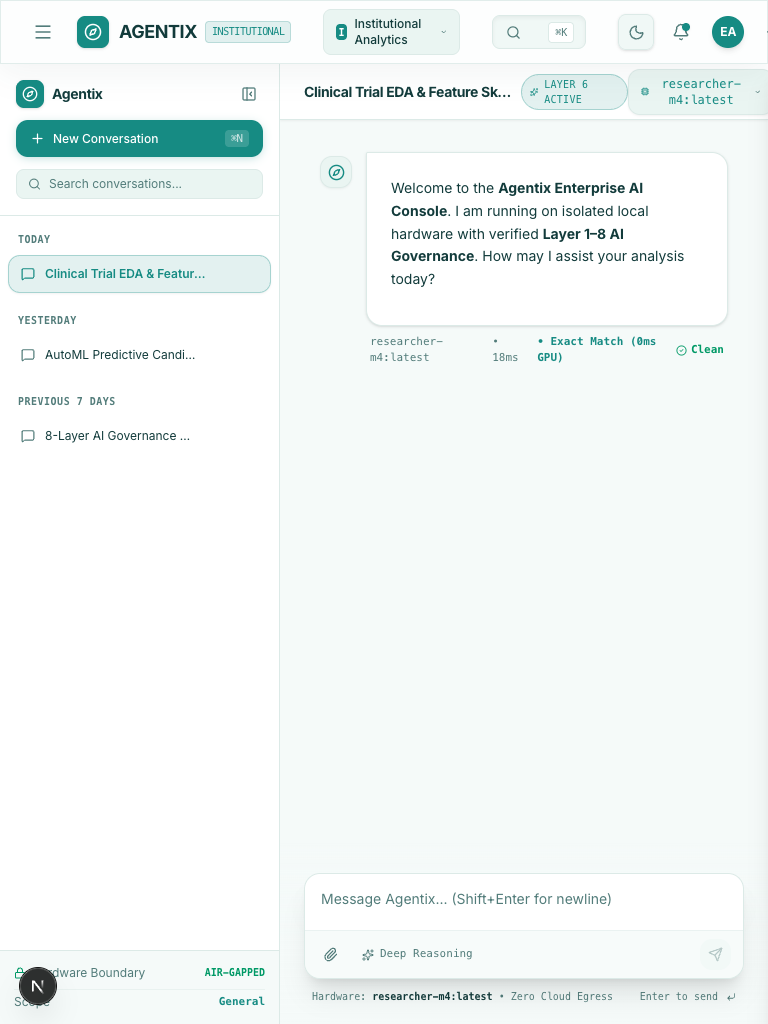 AGENTIX
INSTITUTIONAL
I
Institutional
Analytics
⌘K
EA
Agentix
New Conversation
⌘N
Search conversations...
TODAY
Clinical Trial EDA & Featur...
YESTERDAY
AutoML Predictive Candi...
PREVIOUS 7 DAYS
8-Layer AI Governance ...
rdware Boundary
AIR-GAPPED
N
General
Clinical Trial EDA & Feature Sk...
LAYER 6
ACTIVE
researcher-
m4:latest
Welcome to the Agentix Enterprise AI
Console. I am running on isolated local
hardware with verified Layer 1–8 AI
Governance. How may I assist your analysis
today?
researcher-
m4:latest
•
18ms
• Exact Match (0ms
GPU)
Clean
Message Agentix... (Shift+Enter for newline)
Deep Reasoning
Hardware: researcher-m4:latest • Zero Cloud Egress
Enter to send